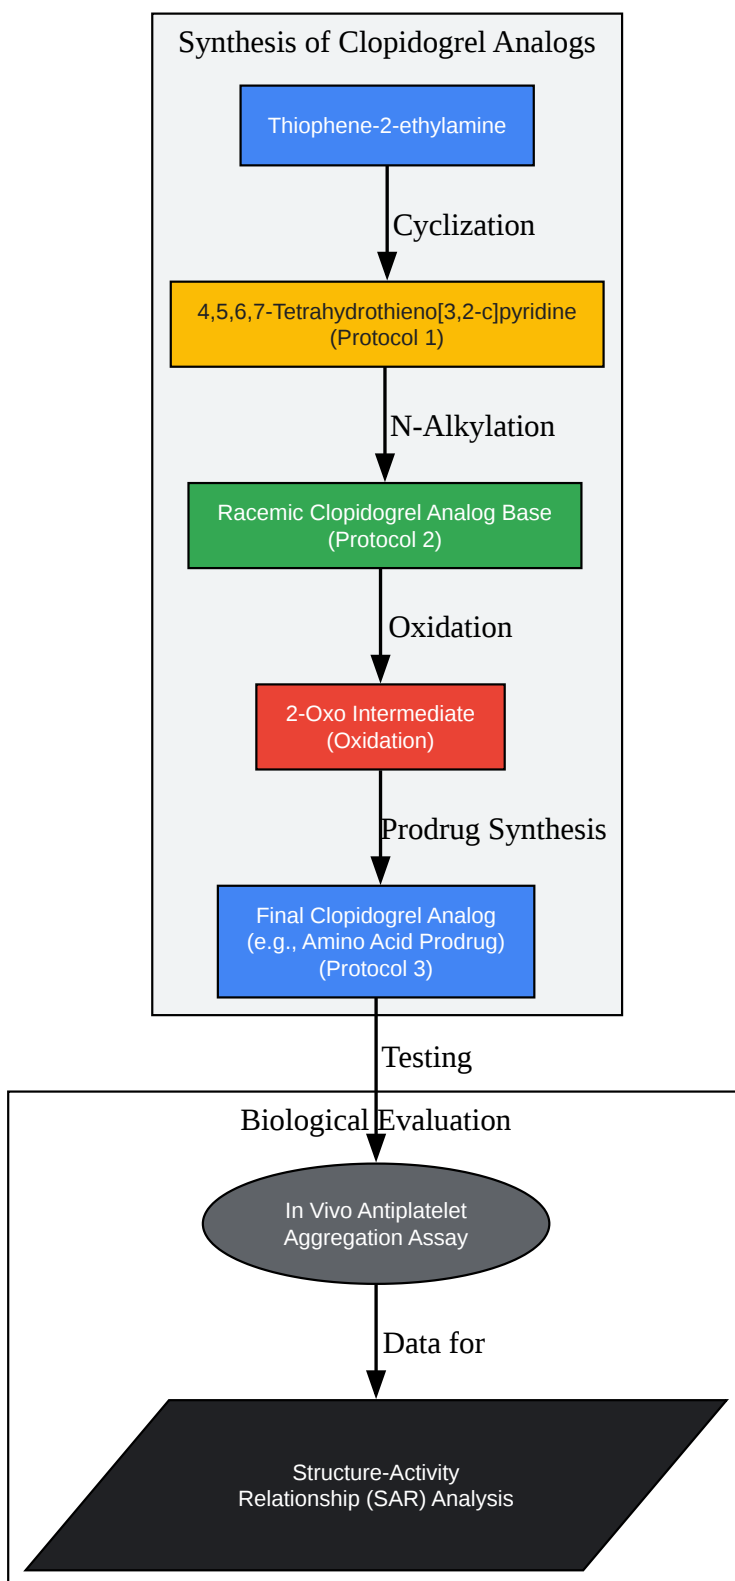 Synthesis of Clopidogrel Analogs
Thiophene-2-ethylamine
Cyclization
4,5,6,7-Tetrahydrothieno[3,2-c]pyridine
(Protocol 1)
N-Alkylation
Racemic Clopidogrel Analog Base
(Protocol 2)
Oxidation
2-Oxo Intermediate
(Oxidation)
Prodrug Synthesis
Final Clopidogrel Analog
(e.g., Amino Acid Prodrug)
(Protocol 3)
Testing
Biological Evaluation
In Vivo Antiplatelet
Aggregation Assay
Data for
Structure-Activity
Relationship (SAR) Analysis